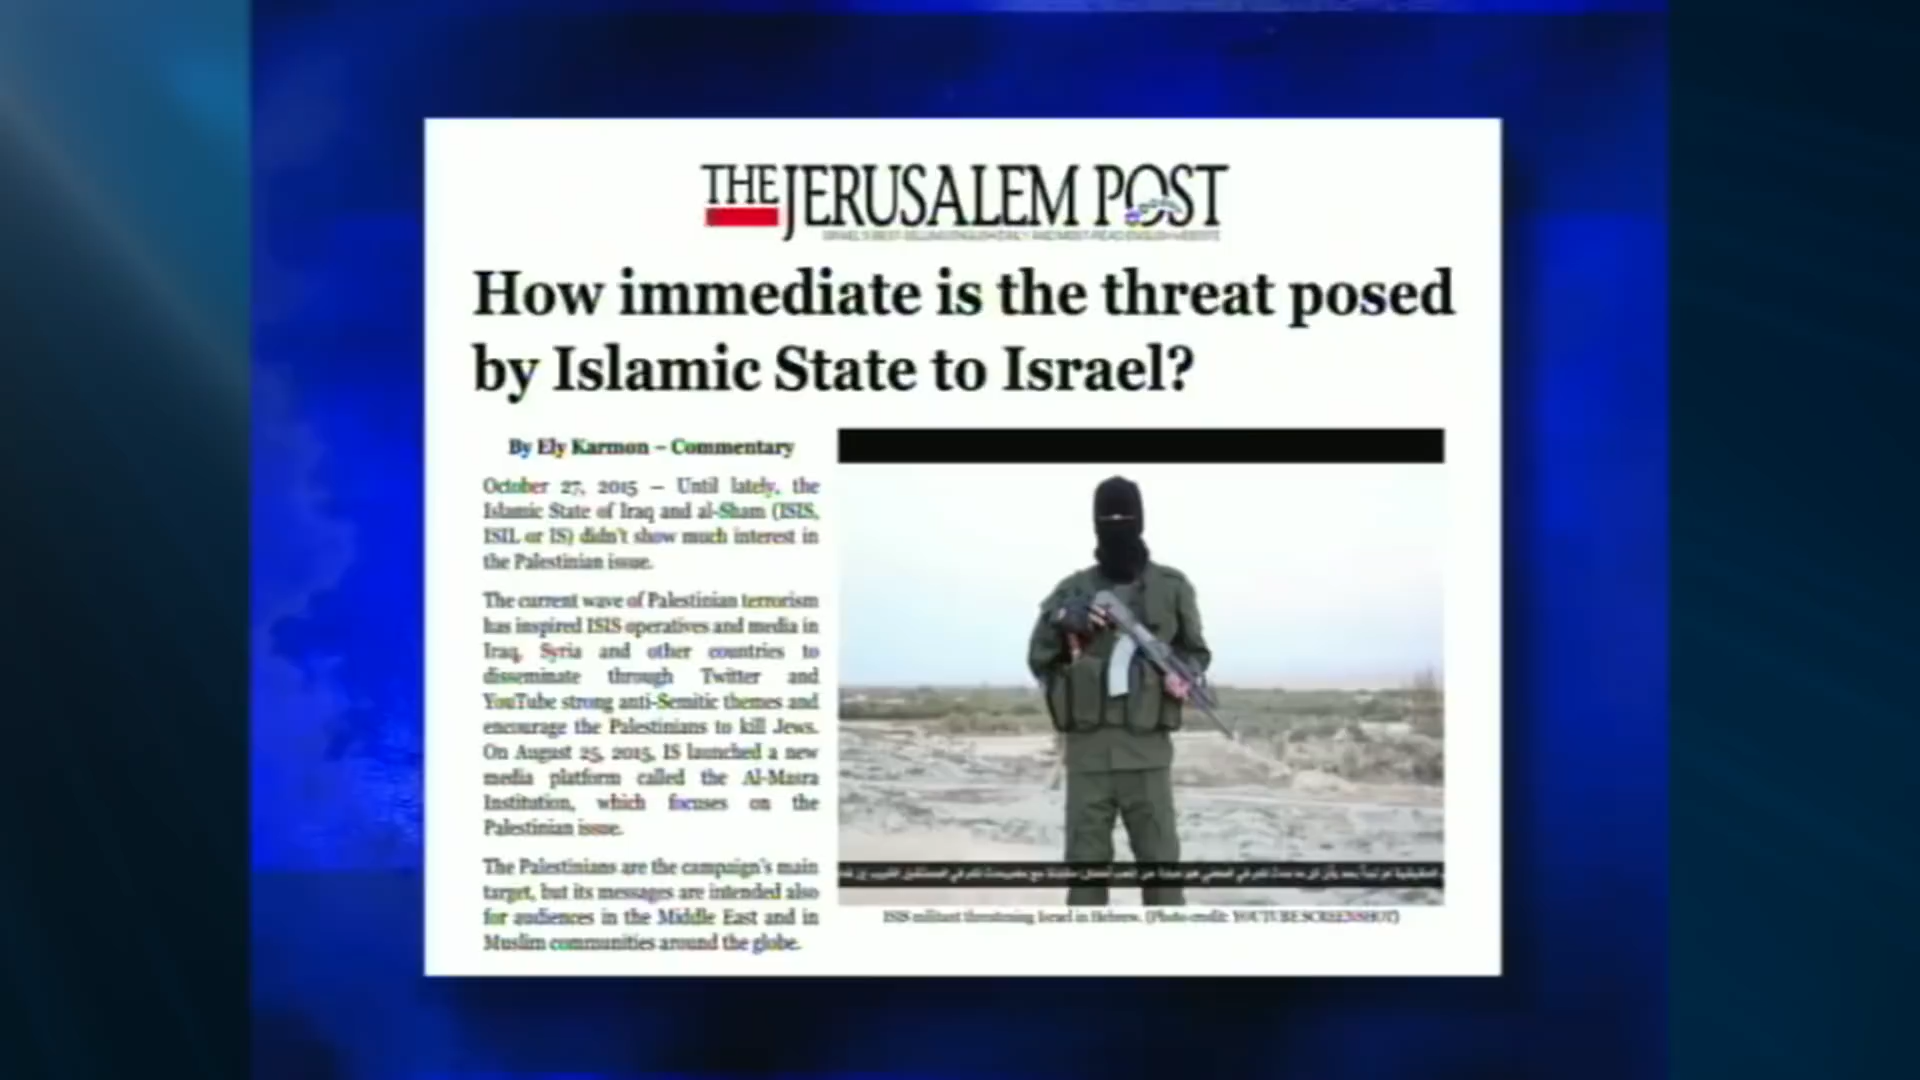 THE JERUSALEM POST
How immediate is the threat posed
by Islamic State to Israel?
By Ely Karmon – Commentary
October 27, 2015 – Until lately, the
Islamic State of Iraq and al-Sham (ISIS,
ISIL or IS) didn't show much interest in
the Palestinian issue.
The current wave of Palestinian terrorism
has inspired ISIS operatives and media in
Iraq, Syria and other countries to
disseminate through Twitter and
YouTube strong anti-Semitic themes and
encourage the Palestinians to kill Jews.
On August 25, 2015, IS launched a new
media platform called the Al-Masra
Institution, which focuses on the
Palestinian issue.
The Palestinians are the campaign's main
target, but its messages are intended also
for audiences in the Middle East and in
Muslim communities around the globe.
ISIS militant threatening Israel in Hebrew. (Photo credit: YOUTUBE SCREENSHOT)